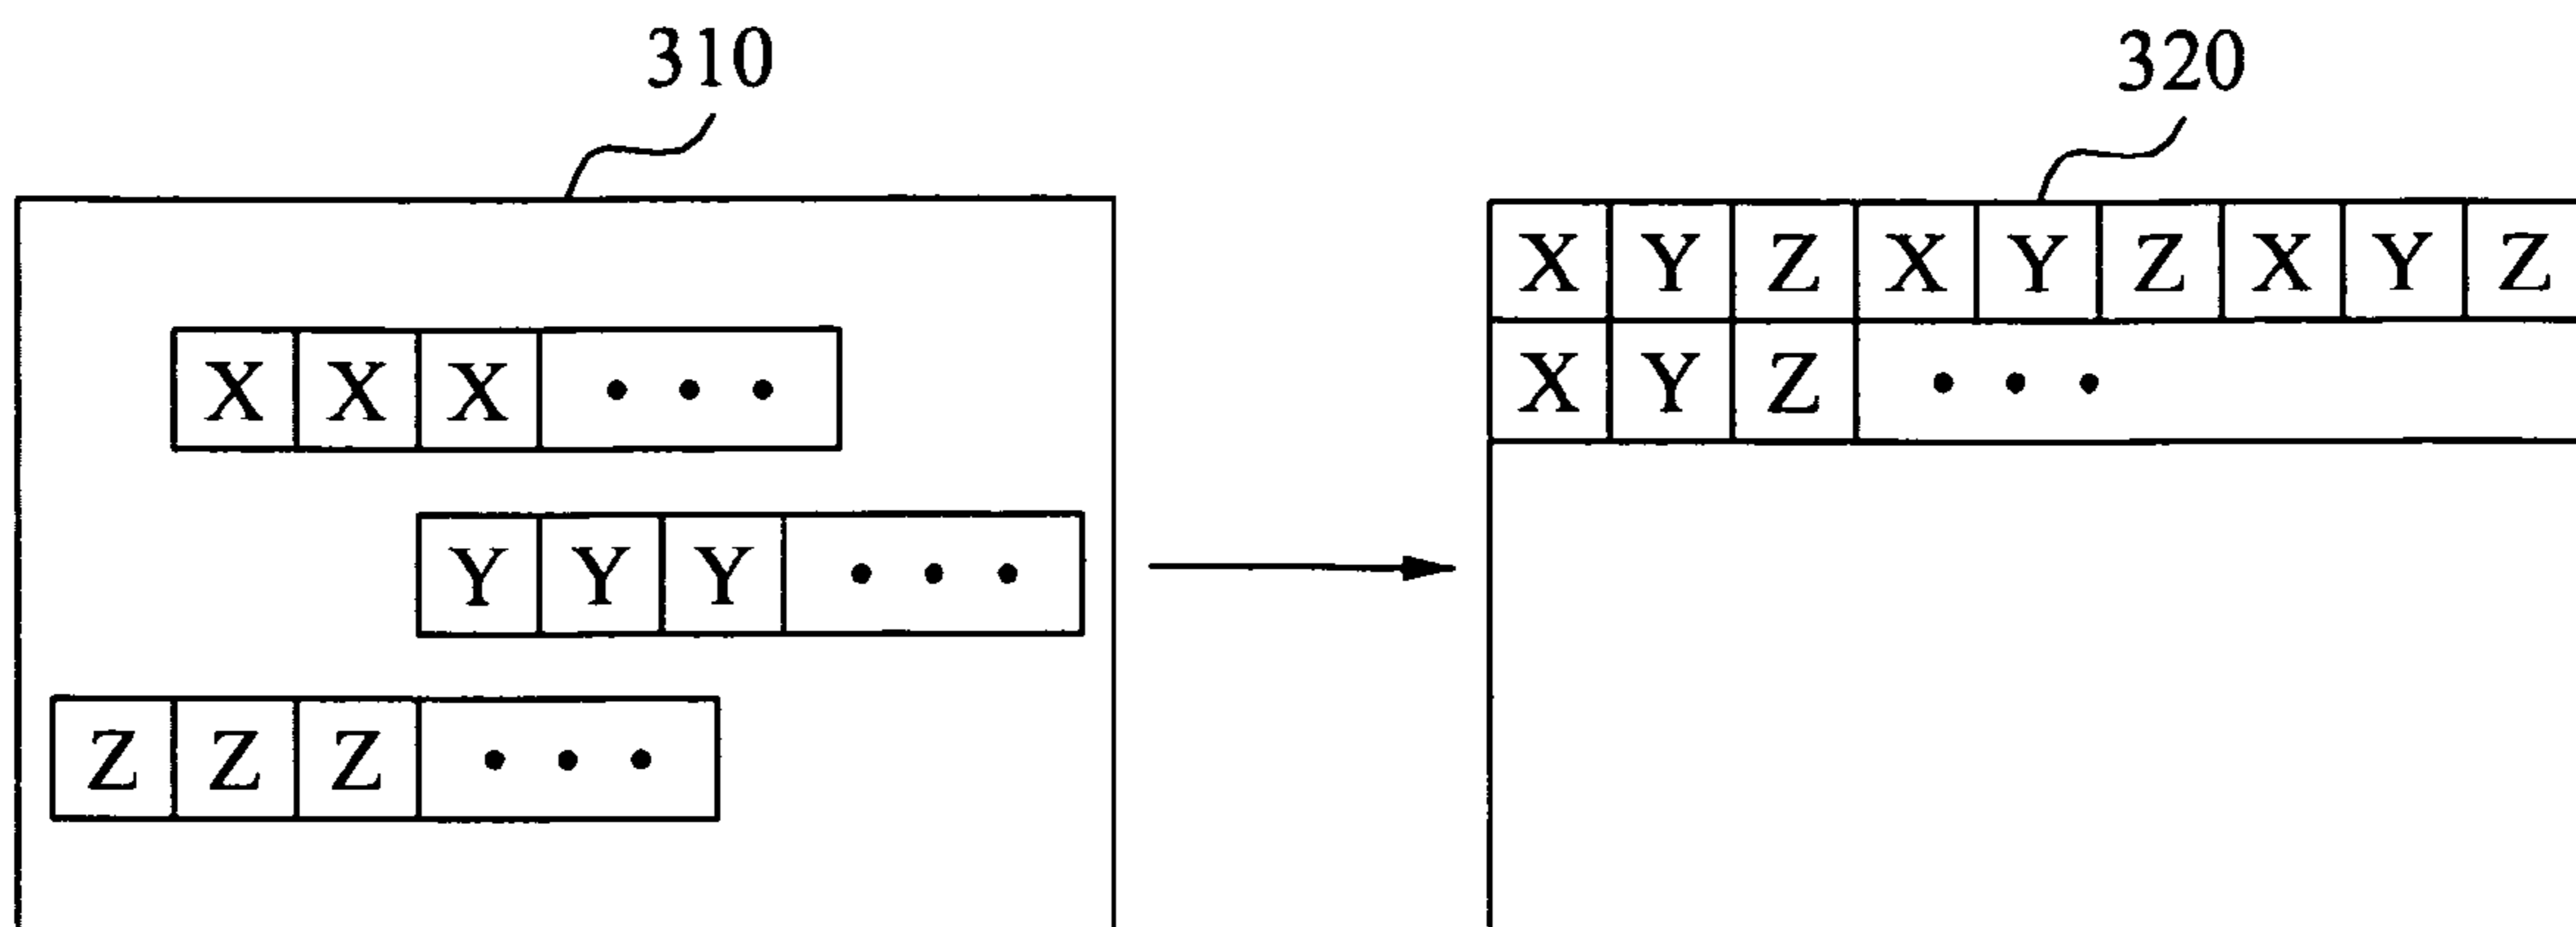 310
320
X Y Z X Y Z X Y Z
X Y Z • • •
X X X • • •
Y Y Y • • •
Z Z Z • • •